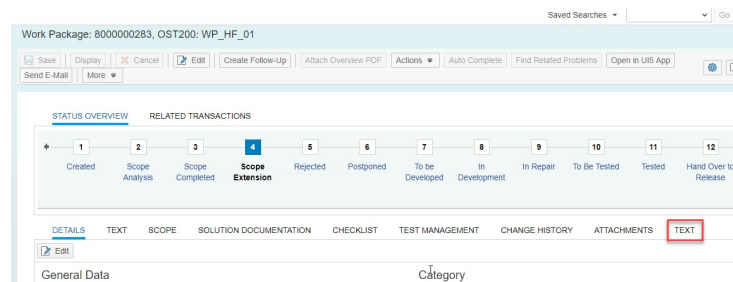 Saved Searches Go
Work Package: 8000000283, OST200: WP_HF_01
Save Display Cancel Edit Create Follow-Up Attach Overview PDF Actions Auto Complete Find Related Problems Open in UI5 App
Send E-Mail More
STATUS OVERVIEW RELATED TRANSACTIONS
1 2 3 4 5 6 7 8 9 10 11 12
Created Scope Scope Scope Rejected Postponed To be In In Repair To Be Tested Tested Hand Over to
Analysis Completed Extension Developed Development Release
DETAILS TEXT SCOPE SOLUTION DOCUMENTATION CHECKLIST TEST MANAGEMENT CHANGE HISTORY ATTACHMENTS TEXT
Edit
General Data Category